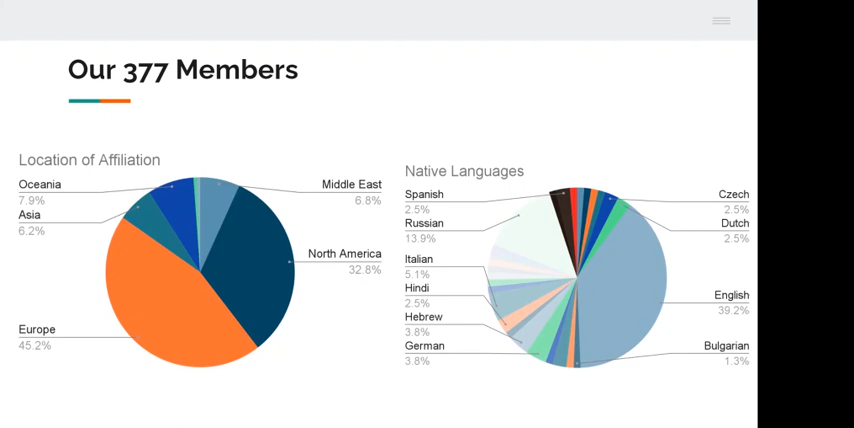 Our 377 Members
Location of Affiliation
Oceania
7.9%
Asia
6.2%
Europe
45.2%
Middle East
6.8%
North America
32.8%
Native Languages
Spanish
2.5%
Russian
13.9%
Italian
5.1%
Hindi
2.5%
Hebrew
3.8%
German
3.8%
Czech
2.5%
Dutch
2.5%
English
39.2%
Bulgarian
1.3%